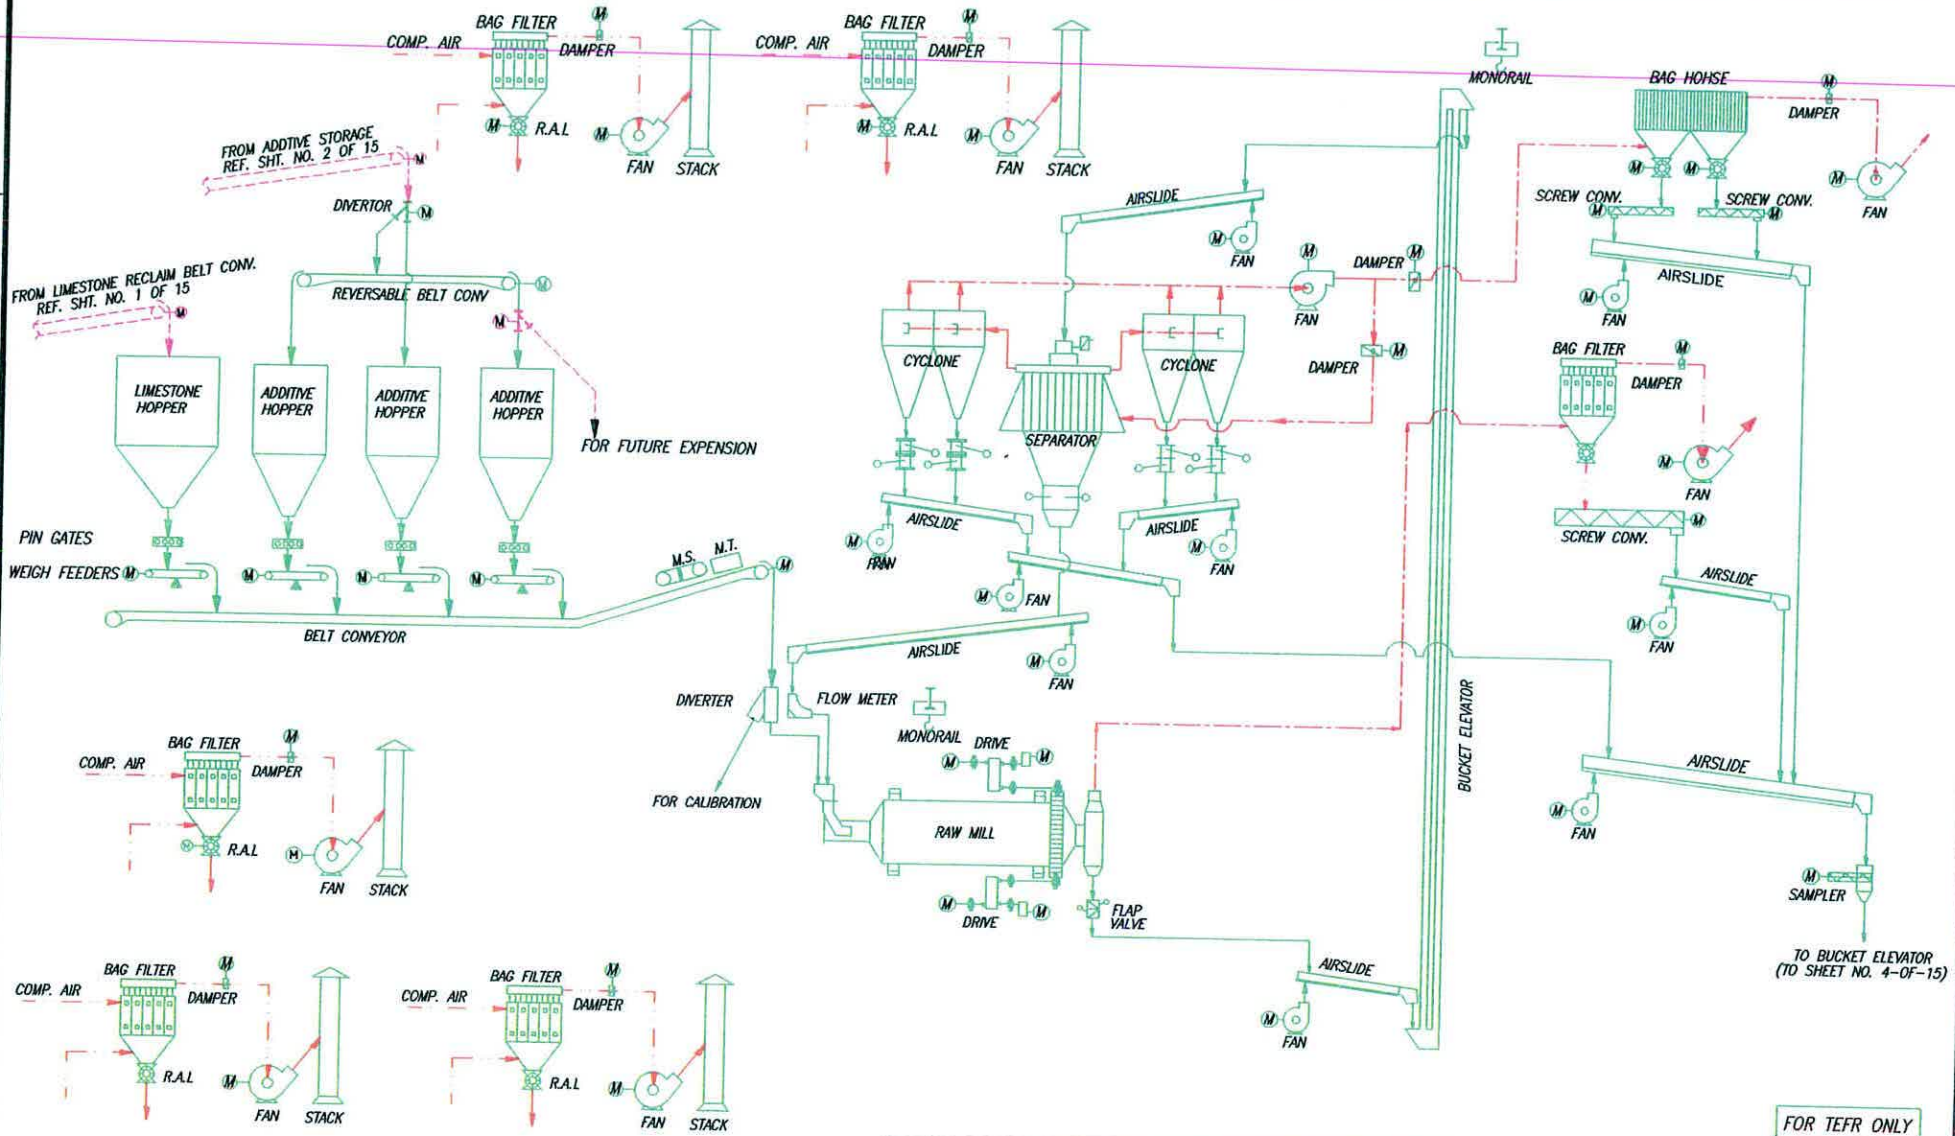 BAG FILTER
M
COMP. AIR
DAMPER
M
R.A.L
M
FAN
STACK
BAG FILTER
M
COMP. AIR
DAMPER
M
R.A.L
M
FAN
STACK
MONORAIL
BAG HOHSE
M
DAMPER
M
M
M
FAN
SCREW CONV.
M
SCREW CONV.
M
AIRSLIDE
M
FAN
FROM ADDTIVE STORAGE
REF. SHT. NO. 2 OF 15
M
DIVERTOR
M
FROM LIMESTONE RECLAIM BELT CONV.
REF. SHT. NO. 1 OF 15
M
REVERSABLE BELT CONV
M
M
LIMESTONE
HOPPER
ADDITIVE
HOPPER
ADDITIVE
HOPPER
ADDITIVE
HOPPER
FOR FUTURE EXPENSION
PIN GATES
WEIGH FEEDERS
M
M
M
M
BELT CONVEYOR
M.S.
M.T.
M
AIRSLIDE
M
FAN
M
FAN
DAMPER
M
M
DAMPER
CYCLONE
CYCLONE
SEPARATOR
AIRSLIDE
M
FAN
AIRSLIDE
M
FAN
M
FAN
AIRSLIDE
M
FAN
DIVERTER
FLOW METER
FOR CALIBRATION
MONORAIL
DRIVE
M
M
RAW MILL
M
M
DRIVE
FLAP
VALVE
AIRSLIDE
M
FAN
BUCKET ELEVATOR
BAG FILTER
M
DAMPER
M
FAN
M
SCREW CONV.
AIRSLIDE
M
FAN
AIRSLIDE
M
FAN
M
SAMPLER
TO BUCKET ELEVATOR
(TO SHEET NO. 4-OF-15)
BAG FILTER
M
COMP. AIR
DAMPER
M
R.A.L
M
FAN
STACK
BAG FILTER
M
COMP. AIR
DAMPER
R.A.L
M
FAN
STACK
BAG FILTER
M
COMP. AIR
DAMPER
R.A.L
M
FAN
STACK
FOR TEFR ONLY